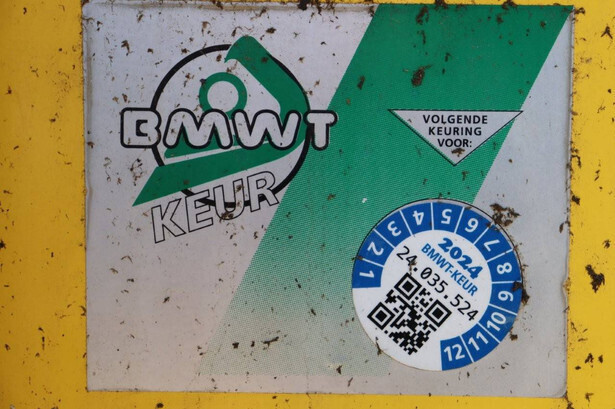 BMWT
KEUR
VOLGENDE
KEURING
VOOR:
1 2 3 4 5 6 7 8 9 10 11 12
2024
BMWT-KEUR
24.035.524